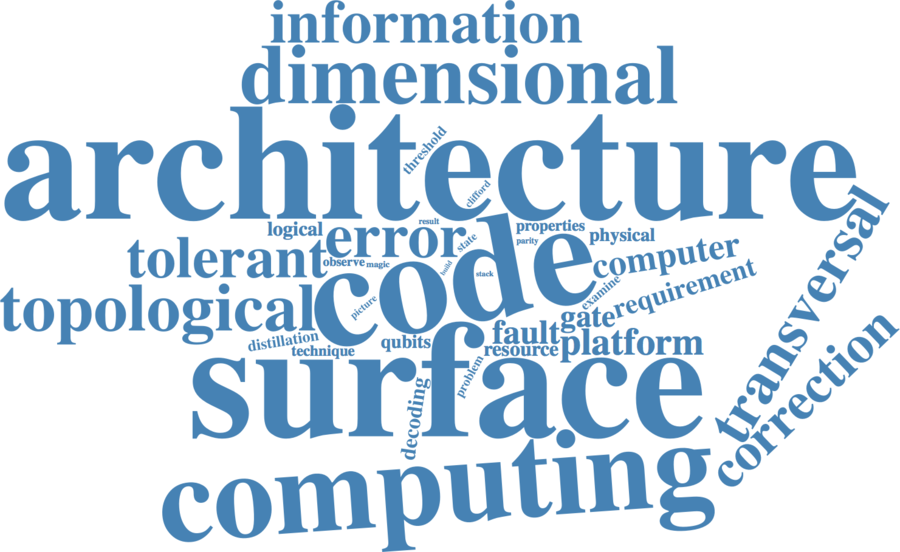 information
dimensional
architecture
threshold
clifford
logical
error
result
state
properties
parity
physical
tolerant
observe
magic
build
code
stack
computer
transversal
topological
picture
examine
requirement
gate
distillation
technique
qubits
fault
resource
platform
surface
problem
decoding
correction
computing